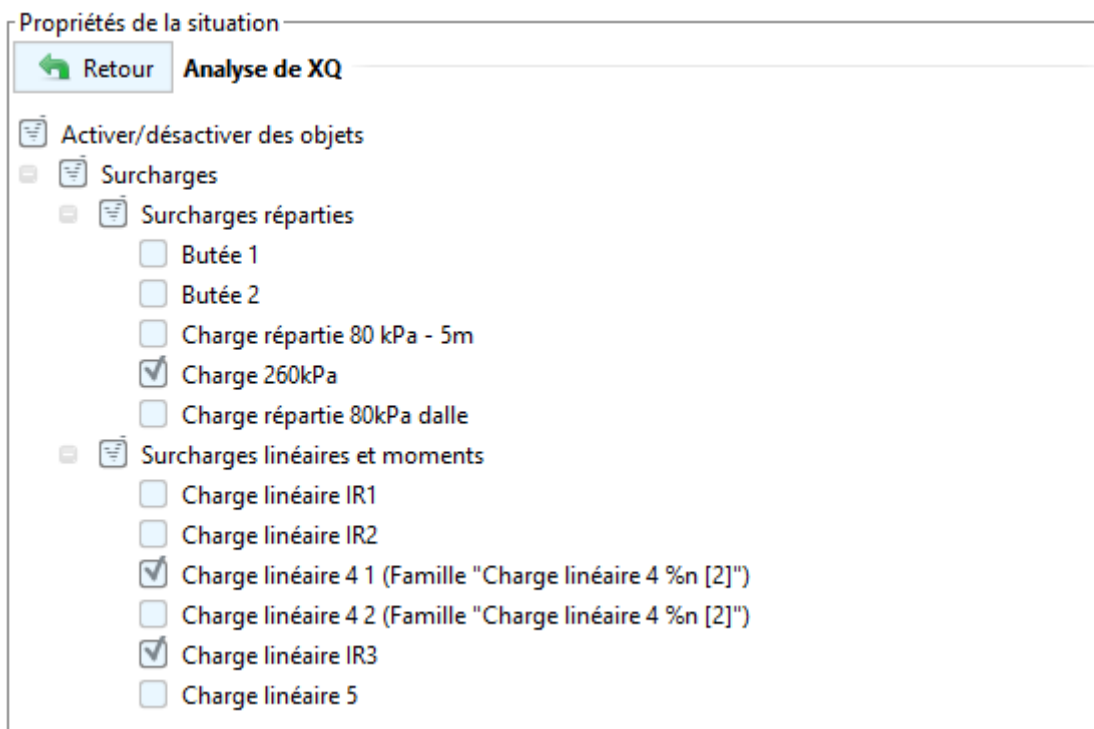 Propriétés de la situation
Retour Analyse de XQ
Activer/désactiver des objets
Surcharges
Surcharges réparties
Butée 1
Butée 2
Charge répartie 80 kPa - 5m
Charge 260kPa
Charge répartie 80kPa dalle
Surcharges linéaires et moments
Charge linéaire IR1
Charge linéaire IR2
Charge linéaire 4 1 (Famille "Charge linéaire 4 %n [2]")
Charge linéaire 4 2 (Famille "Charge linéaire 4 %n [2]")
Charge linéaire IR3
Charge linéaire 5